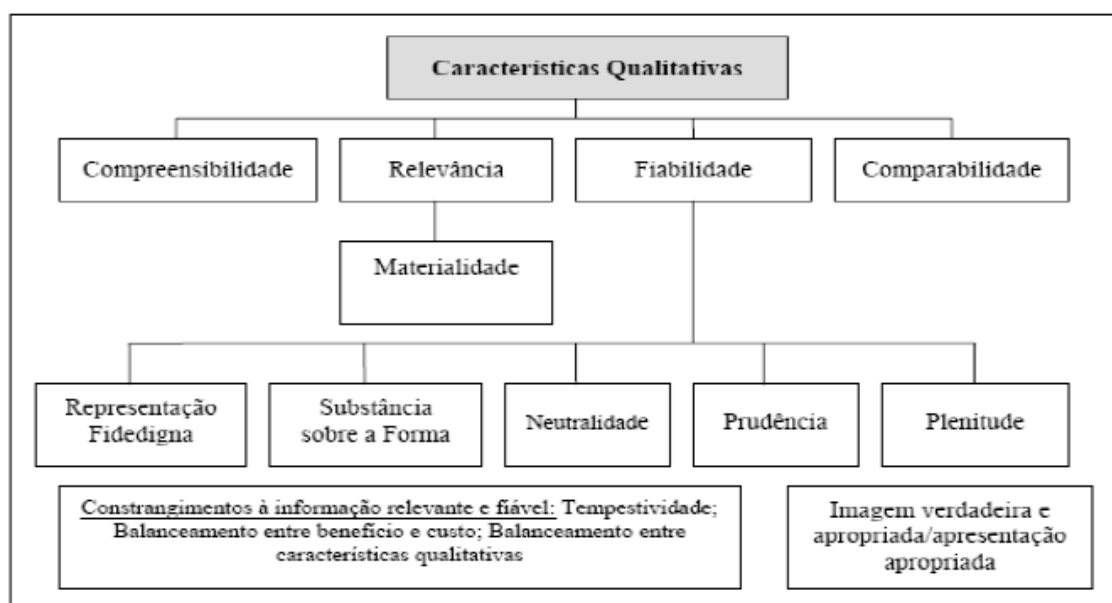 Características Qualitativas
Compreensibilidade
Relevância
Fiabilidade
Comparabilidade
Materialidade
Representação
Fidedigna
Substância
sobre a Forma
Neutralidade
Prudência
Plenitude
Constrangimentos à informação relevante e fiável: Tempestividade;
Balanceamento entre benefício e custo; Balanceamento entre
características qualitativas
Imagem verdadeira e
apropriada/apresentação
apropriada